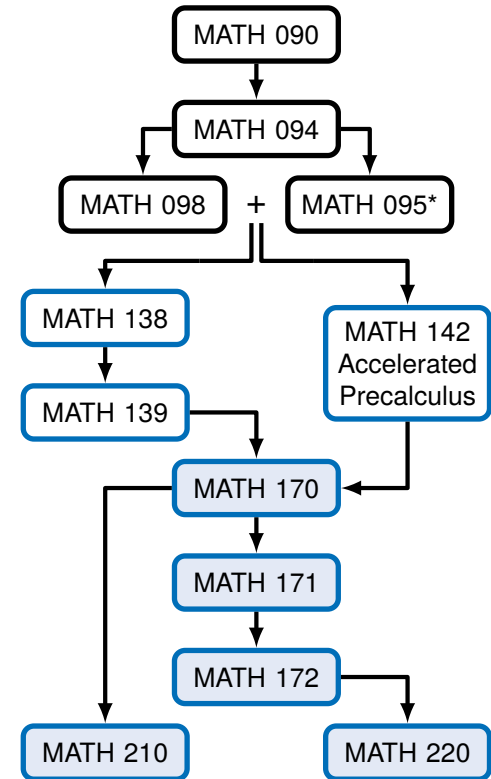 MATH 090
MATH 094
MATH 098
+
MATH 095*
MATH 138
MATH 142
Accelerated
Precalculus
MATH 139
MATH 170
MATH 171
MATH 172
MATH 210
MATH 220